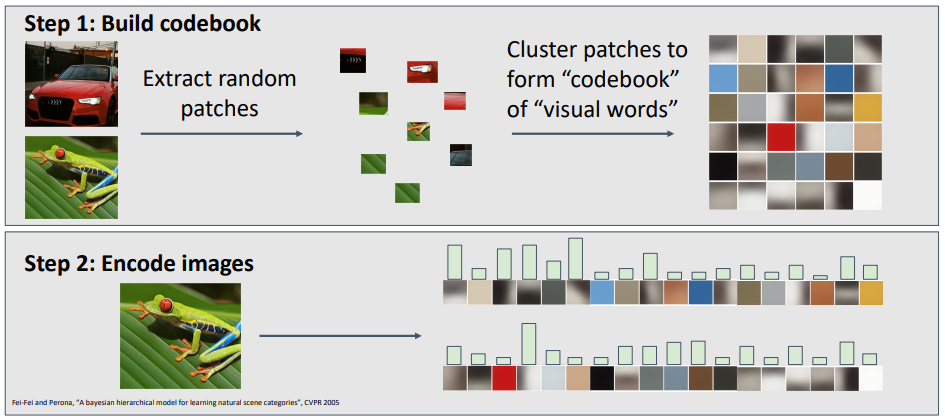 Step 1: Build codebook
Extract random
patches
Cluster patches to
form “codebook”
of “visual words”
Step 2: Encode images
Fei-Fei and Perona, “A bayesian hierarchical model for learning natural scene categories”, CVPR 2005